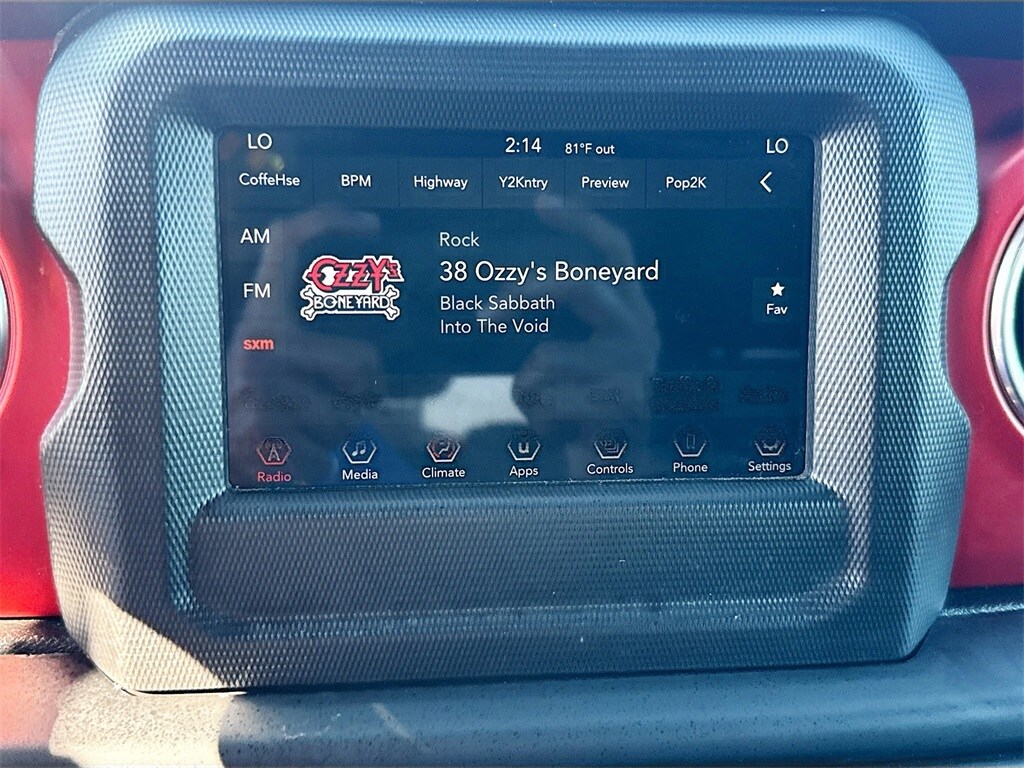 LO 2:14 81°F out LO
CoffeHse BPM Highway Y2Kntry Preview Pop2K
AM
FM
sxm
OZZY's
BONEYARD
Rock
38 Ozzy's Boneyard
Black Sabbath
Into The Void
Fav
Radio Media Climate Apps Controls Phone Settings